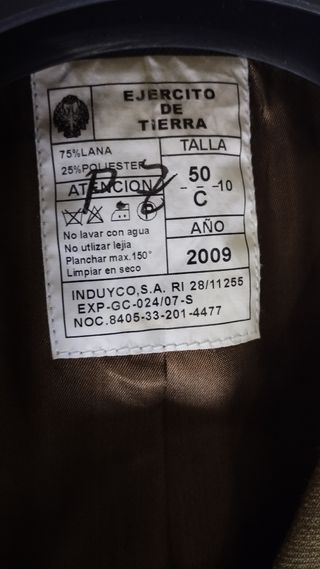 EJERCITO
DE
TIERRA
75%LANA
25%POLIESTER
ATENCION
No lavar con agua
No utilizar lejia
Planchar max.150°
Limpiar en seco
TALLA
- 50 -10
C
AÑO
2009
INDUYCO,S.A. RI 28/11255
EXP-GC-024/07-S
NOC.8405-33-201-4477